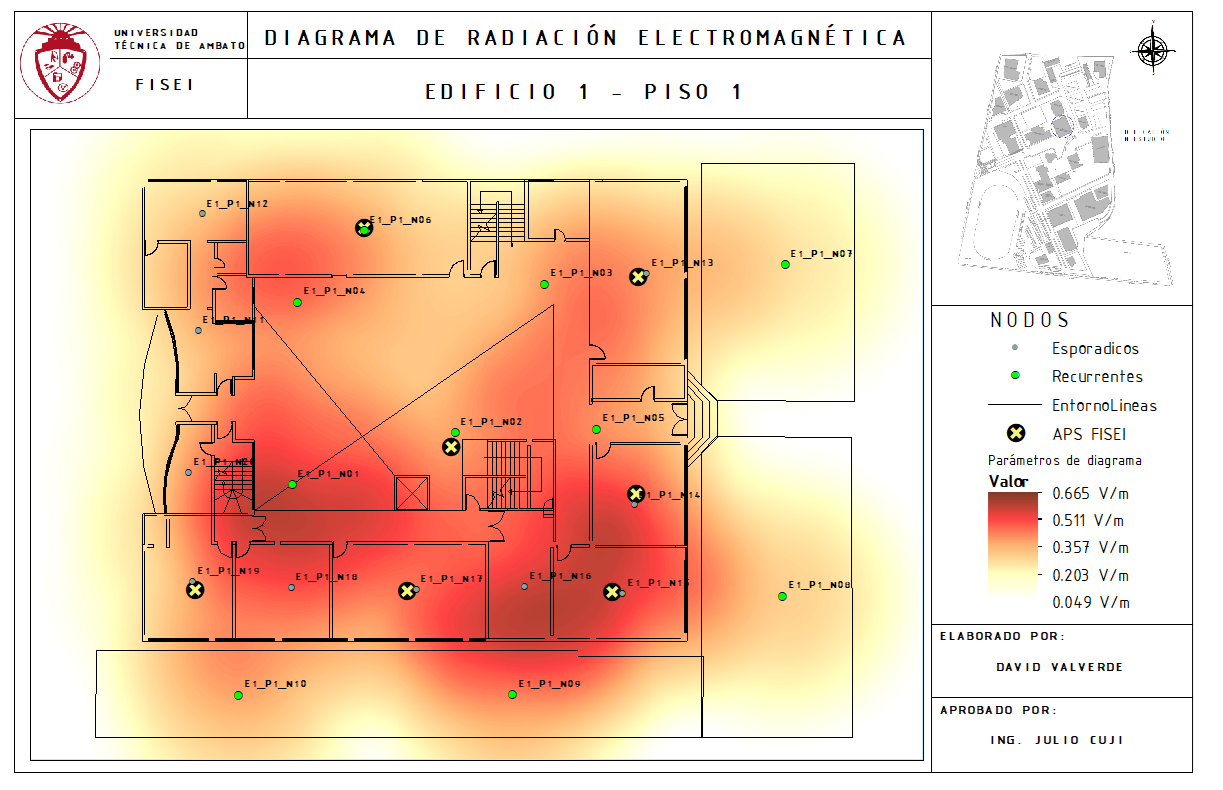 UNIVERSIDAD
TÉCNICA DE AMBATO
FISEI
DIAGRAMA DE RADIACIÓN ELECTROMAGNÉTICA
EDIFICIO 1 - PISO 1
E1_P1_N12
E1_P1_N06
E1_P1_N07
E1_P1_N13
E1_P1_N03
E1_P1_N04
E1_P1_N11
E1_P1_N02
E1_P1_N05
E1_P1_N20
E1_P1_N01
E1_P1_N14
E1_P1_N19
E1_P1_N18
E1_P1_N17
E1_P1_N16
E1_P1_N15
E1_P1_N08
E1_P1_N10
E1_P1_N09
NODOS
Esporadicos
Recurrentes
EntornoLineas
APS FISEI
Parámetros de diagrama
Valor
0.665 V/m
0.511 V/m
0.357 V/m
0.203 V/m
0.049 V/m
ELABORADO POR:
DAVID VALVERDE
APROBADO POR:
ING. JULIO CUJI